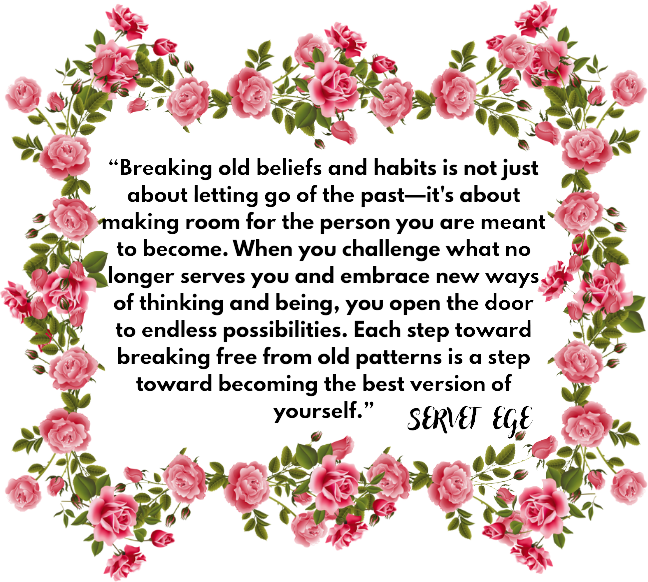 “Breaking old beliefs and habits is not just
about letting go of the past—it's about
making room for the person you are meant
to become. When you challenge what no
longer serves you and embrace new ways
of thinking and being, you open the door
to endless possibilities. Each step toward
breaking free from old patterns is a step
toward becoming the best version of
yourself.”
SERVET EGE